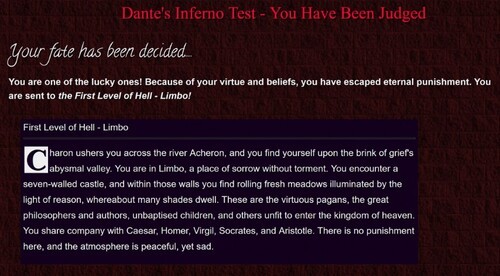 Dante's Inferno Test - You Have Been Judged
Your fate has been decided...
You are one of the lucky ones! Because of your virtue and beliefs, you have escaped eternal punishment. You
are sent to the First Level of Hell - Limbo!
First Level of Hell - Limbo
Charon ushers you across the river Acheron, and you find yourself upon the brink of grief's
abysmal valley. You are in Limbo, a place of sorrow without torment. You encounter a
seven-walled castle, and within those walls you find rolling fresh meadows illuminated by the
light of reason, whereabout many shades dwell. These are the virtuous pagans, the great
philosophers and authors, unbaptised children, and others unfit to enter the kingdom of heaven.
You share company with Caesar, Homer, Virgil, Socrates, and Aristotle. There is no punishment
here, and the atmosphere is peaceful, yet sad.